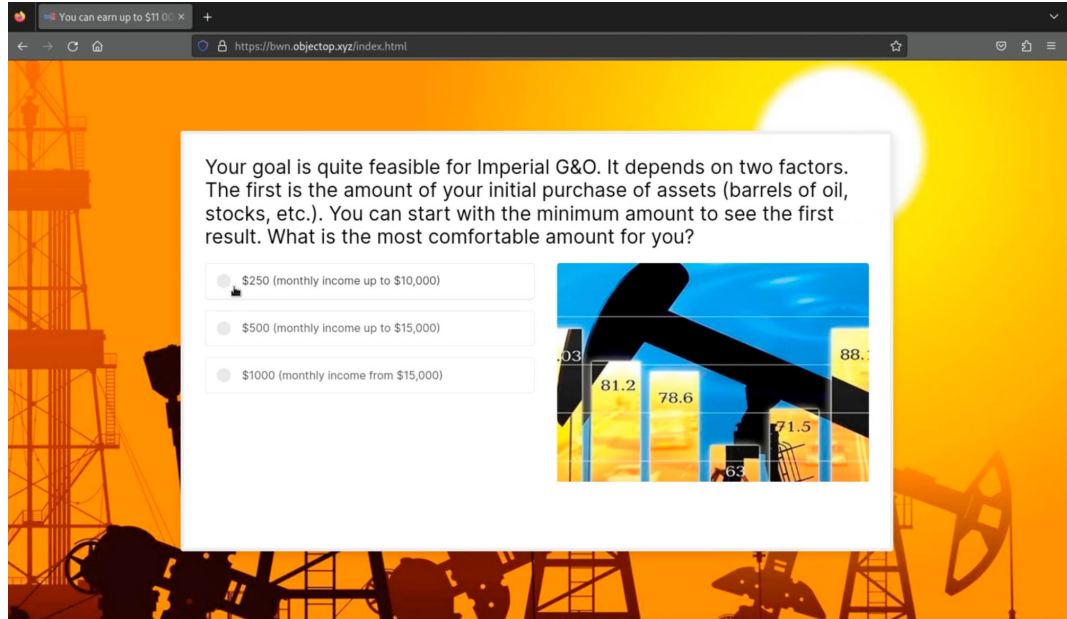 You can earn up to $11 00
https://bwn.objectop.xyz/index.html
Your goal is quite feasible for Imperial G&O. It depends on two factors.
The first is the amount of your initial purchase of assets (barrels of oil,
stocks, etc.). You can start with the minimum amount to see the first
result. What is the most comfortable amount for you?
$250 (monthly income up to $10,000)
$500 (monthly income up to $15,000)
$1000 (monthly income from $15,000)
.03
81.2
78.6
63
71.5
88.